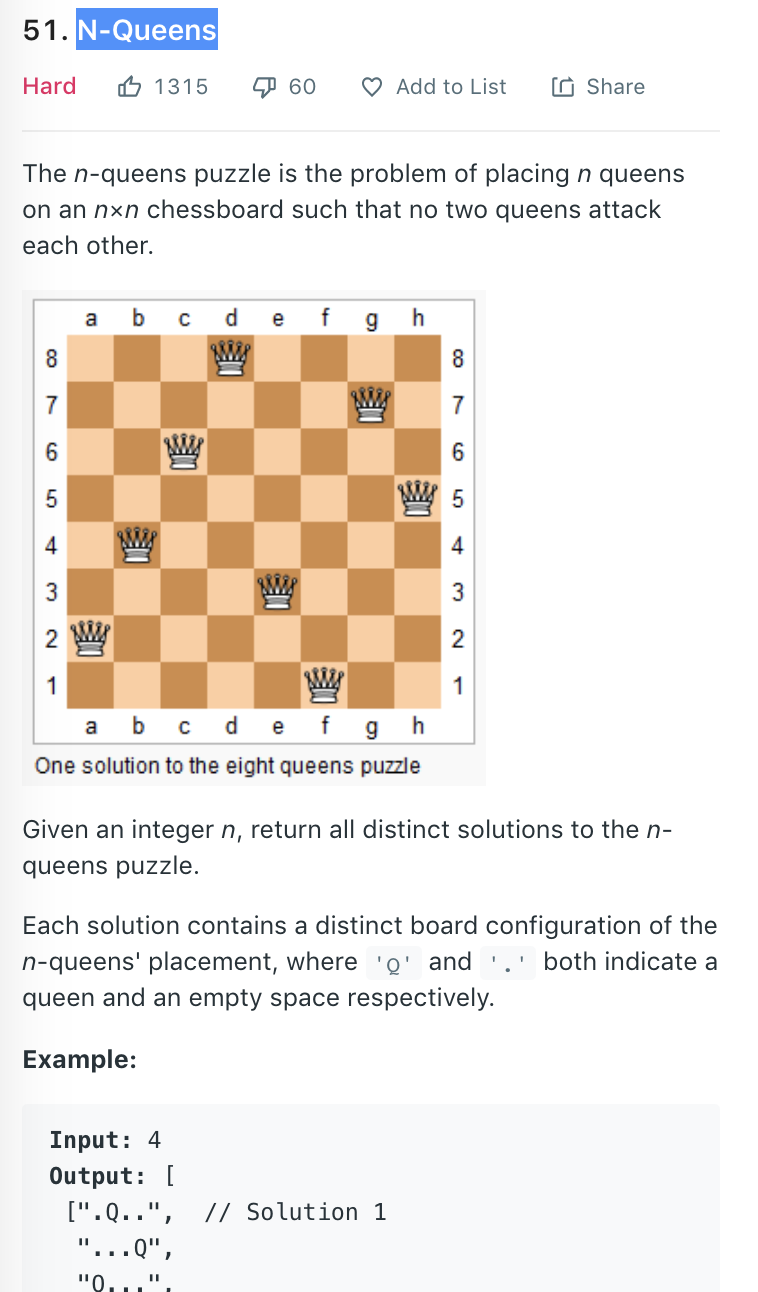 51. N-Queens
Hard 1315 60 Add to List Share
The n-queens puzzle is the problem of placing n queens
on an n×n chessboard such that no two queens attack
each other.
a b c d e f g h
8 8
7 7
6 6
5 5
4 4
3 3
2 2
1 1
a b c d e f g h
One solution to the eight queens puzzle
Given an integer n, return all distinct solutions to the n-
queens puzzle.
Each solution contains a distinct board configuration of the
n-queens' placement, where 'Q' and '.' both indicate a
queen and an empty space respectively.
Example:
Input: 4
Output: [
[".Q..", // Solution 1
"...Q",
"Q...",